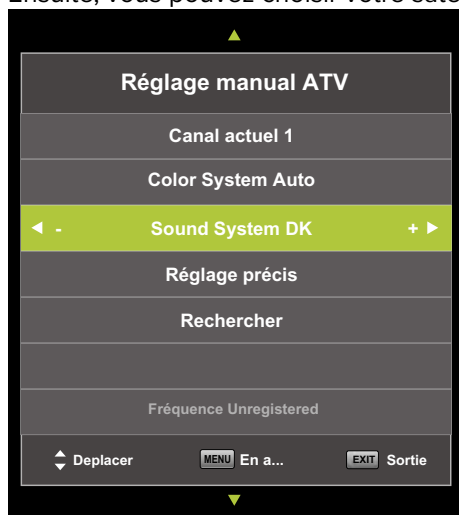 Réglage manual ATV
Canal actuel 1
Color System Auto
- Sound System DK +
Réglage précis
Rechercher
Fréquence Unregistered
Deplacer MENU En a... EXIT Sortie